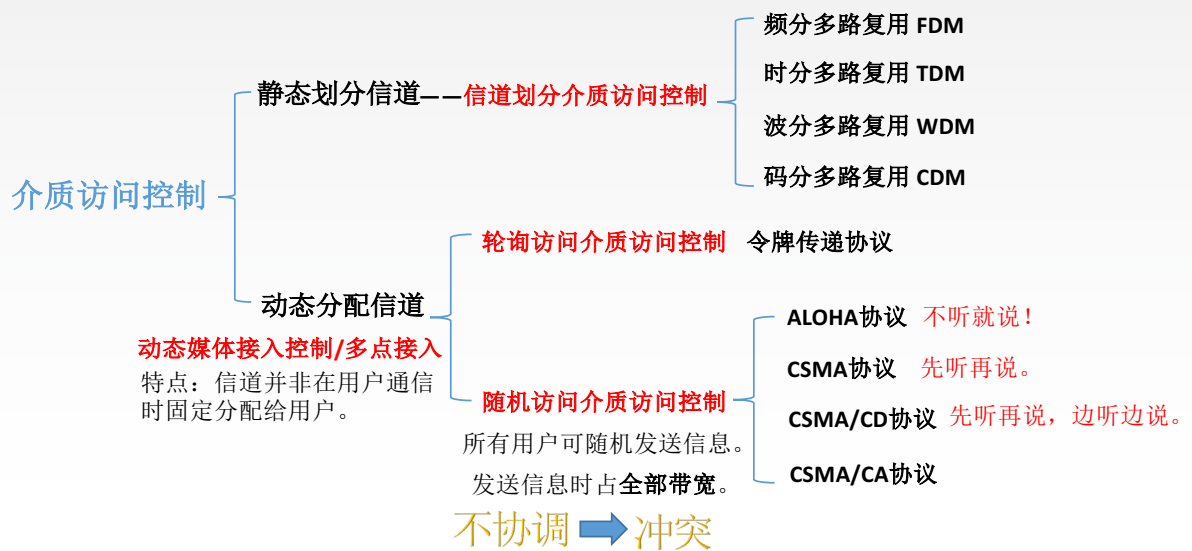 介质访问控制
静态划分信道——信道划分介质访问控制
频分多路复用 FDM
时分多路复用 TDM
波分多路复用 WDM
码分多路复用 CDM
动态分配信道
动态媒体接入控制/多点接入
特点：信道并非在用户通信
时固定分配给用户。
轮询访问介质访问控制 令牌传递协议
随机访问介质访问控制
所有用户可随机发送信息。
发送信息时占全部带宽。
ALOHA协议 不听就说！
CSMA协议 先听再说。
CSMA/CD协议 先听再说，边听边说。
CSMA/CA协议
不协调 冲突